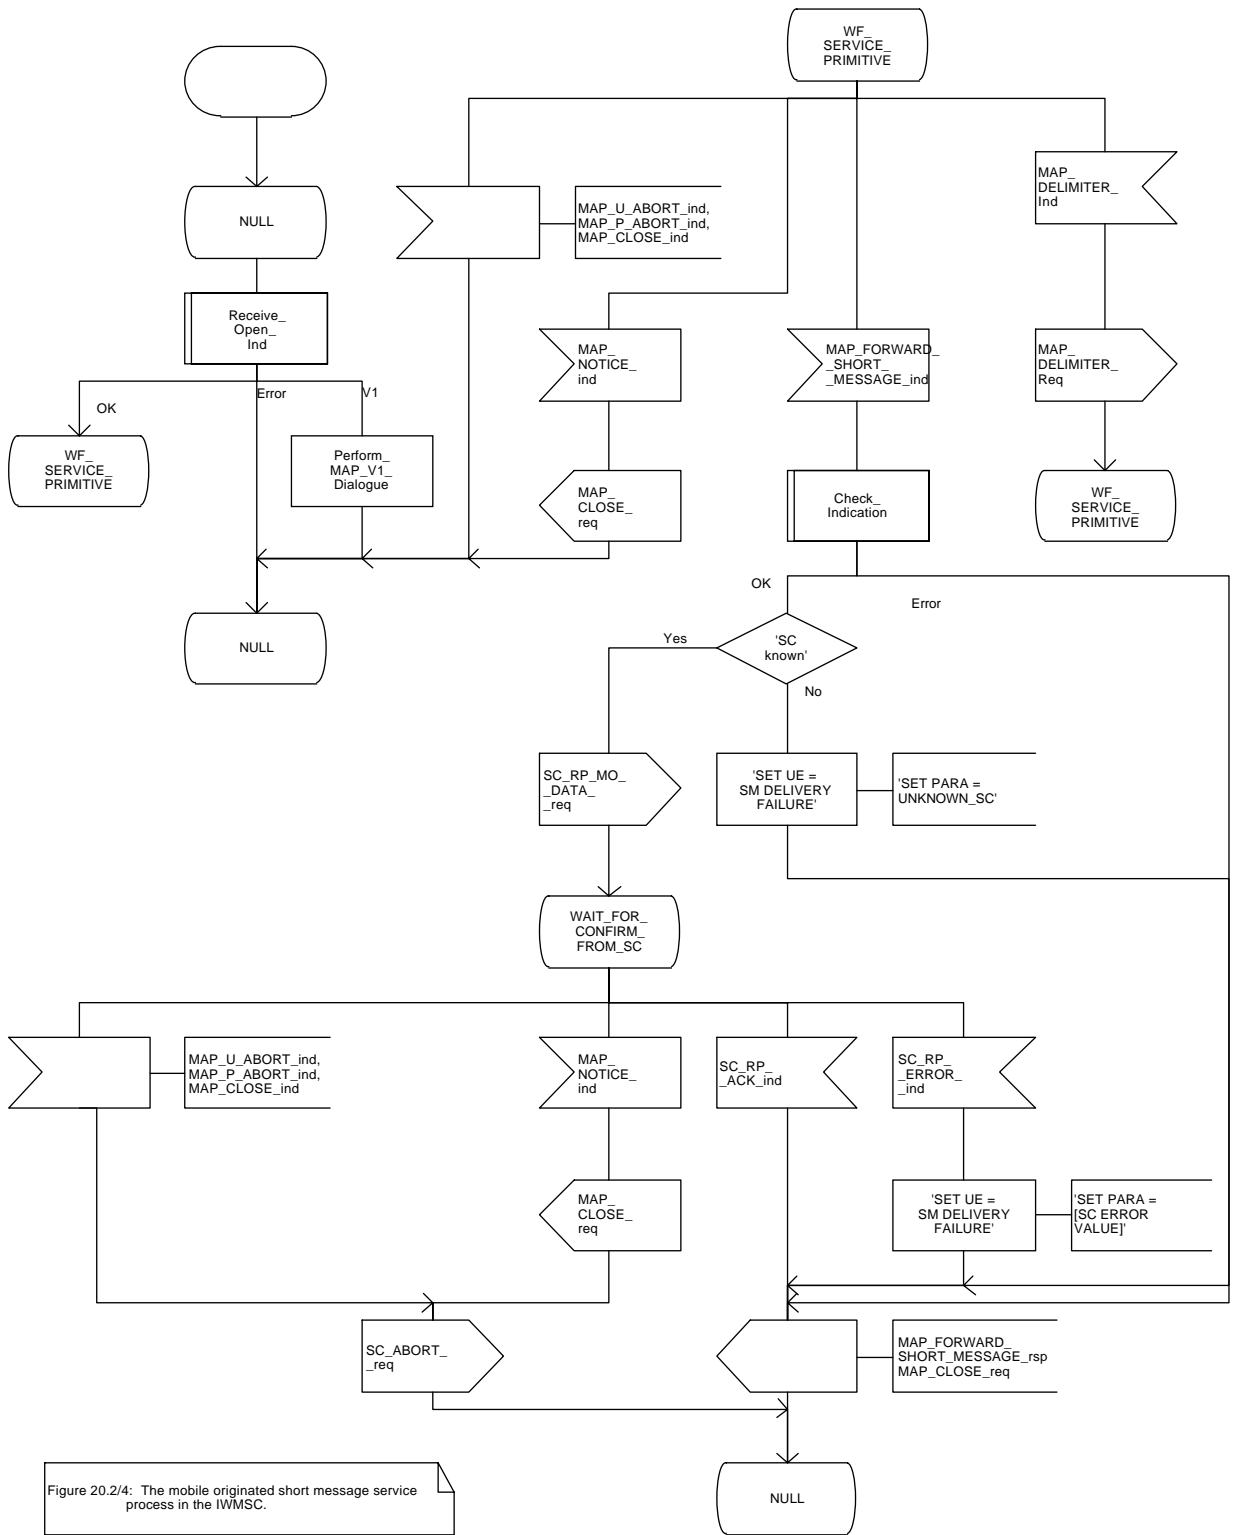 WF_
SERVICE_
PRIMITIVE
NULL
MAP_U_ABORT_ind,
MAP_P_ABORT_ind,
MAP_CLOSE_ind
MAP_
DELIMITER_
Ind
Receive_
Open_
Ind
MAP_
NOTICE_
ind
MAP_FORWARD_
_SHORT_
_MESSAGE_ind
MAP_
DELIMITER_
Req
OK
Error
V1
WF_
SERVICE_
PRIMITIVE
Perform_
MAP_V1_
Dialogue
MAP_
CLOSE_
req
Check_
Indication
WF_
SERVICE_
PRIMITIVE
OK
Error
NULL
Yes
'SC
known'
No
SC_RP_MO_
_DATA_
_req
'SET UE =
SM DELIVERY
FAILURE'
'SET PARA =
UNKNOWN_SC'
WAIT_FOR_
CONFIRM_
FROM_SC
MAP_U_ABORT_ind,
MAP_P_ABORT_ind,
MAP_CLOSE_ind
MAP_
NOTICE_
ind
SC_RP_
_ACK_ind
SC_RP_
_ERROR_
_ind
MAP_
CLOSE_
req
'SET UE =
SM DELIVERY
FAILURE'
'SET PARA =
[SC ERROR
VALUE]'
SC_ABORT_
_req
MAP_FORWARD_
SHORT_MESSAGE_rsp
MAP_CLOSE_req
NULL
Figure 20.2/4: The mobile originated short message service
process in the IWMSC.